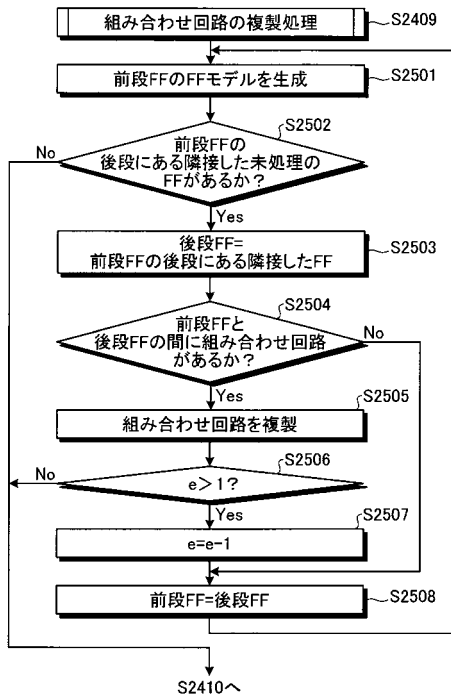 組み合わせ回路の複製処理
S2409
前段FFのFFモデルを生成
S2501
S2502
前段FFの
後段にある隣接した未処理の
FFがあるか？
No
Yes
後段FF=
前段FFの後段にある隣接したFF
S2503
S2504
前段FFと
後段FFの間に組み合わせ回路
があるか？
No
Yes
S2505
組み合わせ回路を複製
S2506
e＞1？
No
Yes
S2507
e=e-1
前段FF=後段FF
S2508
S2410へ